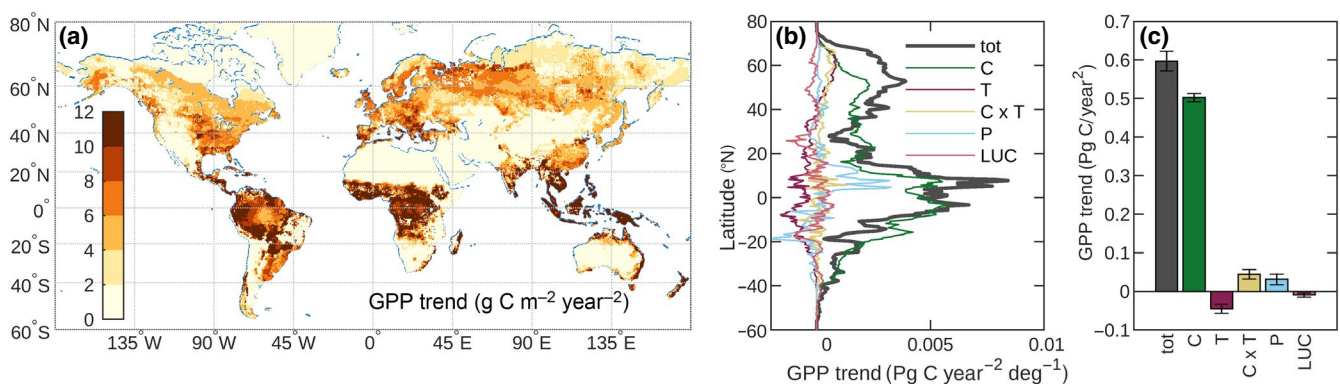 (a)
80°N
60°N
40°N
20°N
0°
20°S
40°S
60°S
12
10
8
6
4
2
0
GPP trend (g C m⁻² year⁻²)
135°W
90°W
45°W
0°
45°E
90°E
135°E
(b)
80
60
40
20
0
−20
−40
−60
Latitude (°N)
tot
C
T
C x T
P
LUC
0
0.005
0.01
GPP trend (Pg C year⁻² deg⁻¹)
(c)
0.7
0.6
0.5
0.4
0.3
0.2
0.1
0
−0.1
GPP trend (Pg C/year²)
tot
C
T
C x T
P
LUC